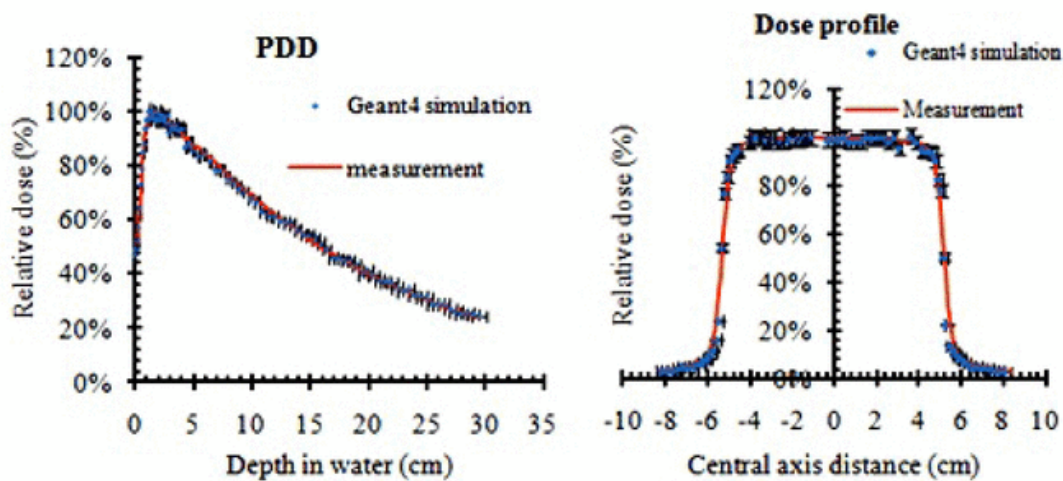 PDD
Geant4 simulation
measurement
Relative dose (%)
120%
100%
80%
60%
40%
20%
0%
0 5 10 15 20 25 30 35
Depth in water (cm)
Dose profile
Geant4 simulation
Measurement
Relative dose (%)
120%
80%
60%
40%
20%
0%
-10 -8 -6 -4 -2 0 2 4 6 8 10
Central axis distance (cm)